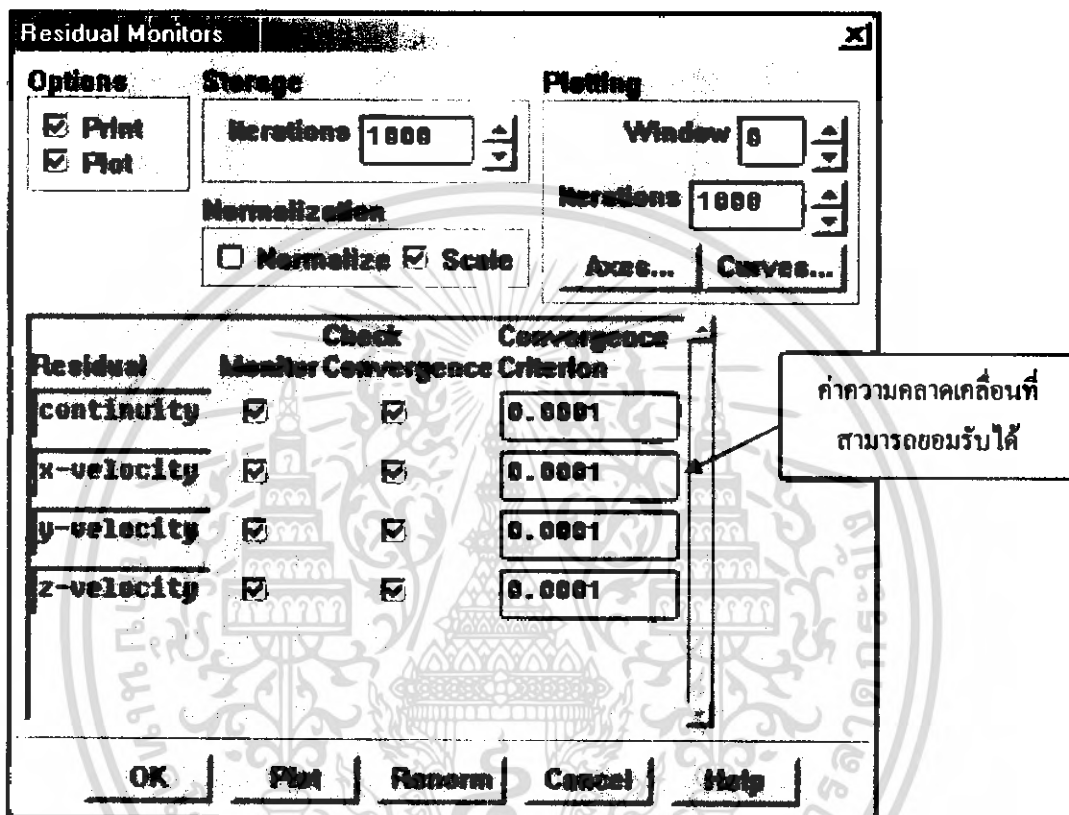 Residual Monitors
Options
Print
Plot
Storage
Iterations 1000
Normalization
Normalize Scale
Plotting
Window 0
Iterations 1000
Axes... Curves...
Residual Monitor Check Convergence Convergence Criterion
continuity 0.0001
x-velocity 0.0001
y-velocity 0.0001
z-velocity 0.0001
OK Plot Renorm Cancel Help
ค่าความคลาดเคลื่อนที่
สามารถยอมรับได้